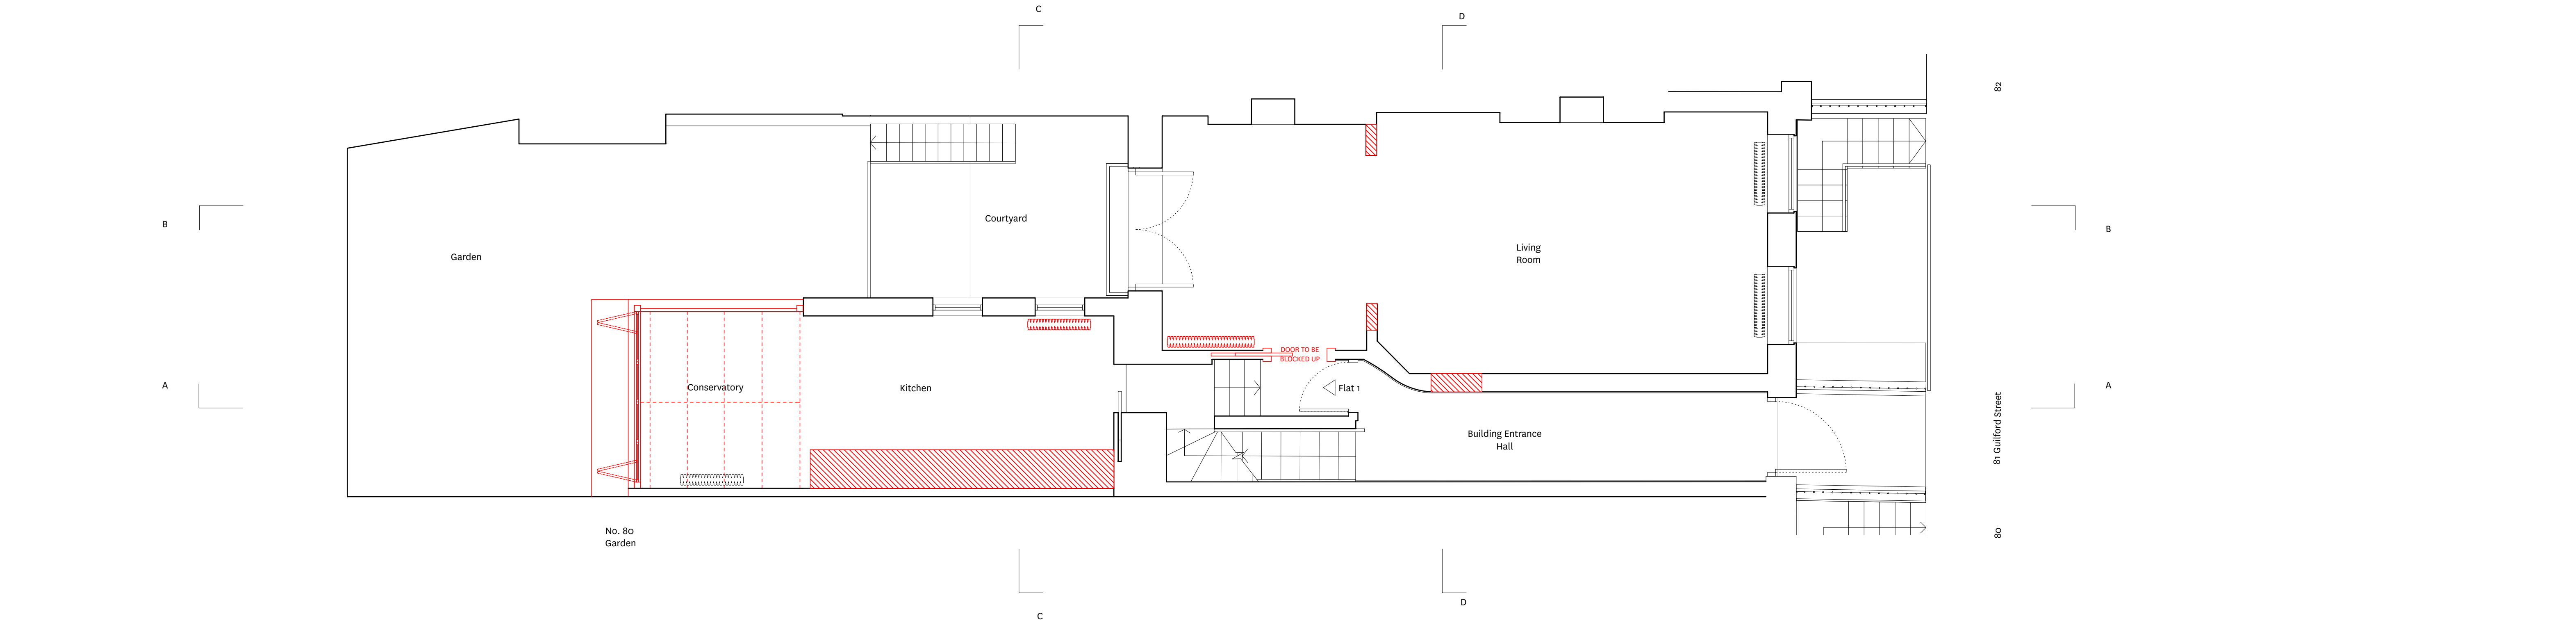 C
D
82
B
Courtyard
B
Living
Room
Garden
DOOR TO BE
BLOCKED UP
A
Conservatory
Kitchen
Flat 1
A
Building Entrance
Hall
81 Guilford Street
No. 80
Garden
80
C
D